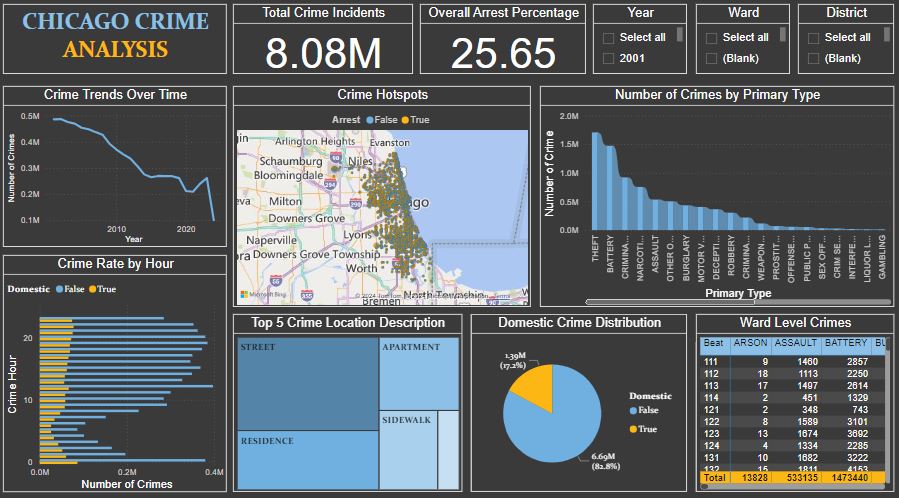 CHICAGO CRIME
ANALYSIS
Total Crime Incidents
8.08M
Overall Arrest Percentage
25.65
Year
Select all
2001
Ward
Select all
(Blank)
District
Select all
(Blank)
Crime Trends Over Time
Number of Crimes
0.5M
0.4M
0.3M
0.2M
0.1M
2010
2020
Year
Crime Hotspots
Arrest False True
Arlington Heights
Evanston
Schaumburg
Niles
Bloomingdale
90
294
290
Milton
Downers Grove
Lyons
Naperville
Downers Grove Township
Worth
55
355
Bremen
North Township
Microsoft Bing
© 2024 TomTom
Number of Crimes by Primary Type
Number of Crime
2.0M
1.5M
1.0M
0.5M
0.0M
THEFT
BATTERY
CRIMINA...
NARCOTI...
ASSAULT
OTHER O...
BURGLARY
MOTOR V...
DECEPTI...
ROBBERY
CRIMINA...
WEAPON...
PROSTIT...
OFFENSE...
PUBLIC P...
SEX OFF...
CRIM SE...
INTERFE...
LIQUOR L...
GAMBLING
Primary Type
Crime Rate by Hour
Domestic False True
Crime Hour
20
10
0
0.0M
0.2M
0.4M
Number of Crimes
Top 5 Crime Location Description
STREET
APARTMENT
RESIDENCE
SIDEWALK
Domestic Crime Distribution
1.39M
(17.2%)
6.69M
(82.8%)
Domestic
False
True
Ward Level Crimes
Beat ARSON ASSAULT BATTERY BU
111 9 1460 2857
112 18 1113 2250
113 17 1497 2614
114 2 451 1329
121 2 348 743
122 8 1589 3101
123 13 1674 3692
124 4 1334 2285
131 10 1682 3222
132 15 1811 4153
Total 13828 533135 1473440